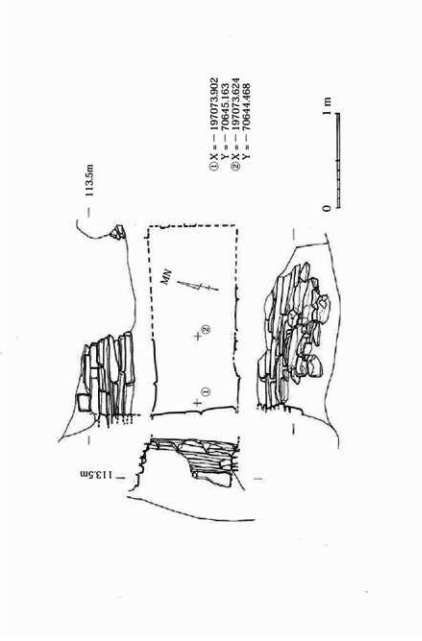 113.5m
① X = − 197073.902
Y = − 70645.163
② X = − 197073.624
Y = − 70644.468
0 1 m
MN
②
①
113.5m